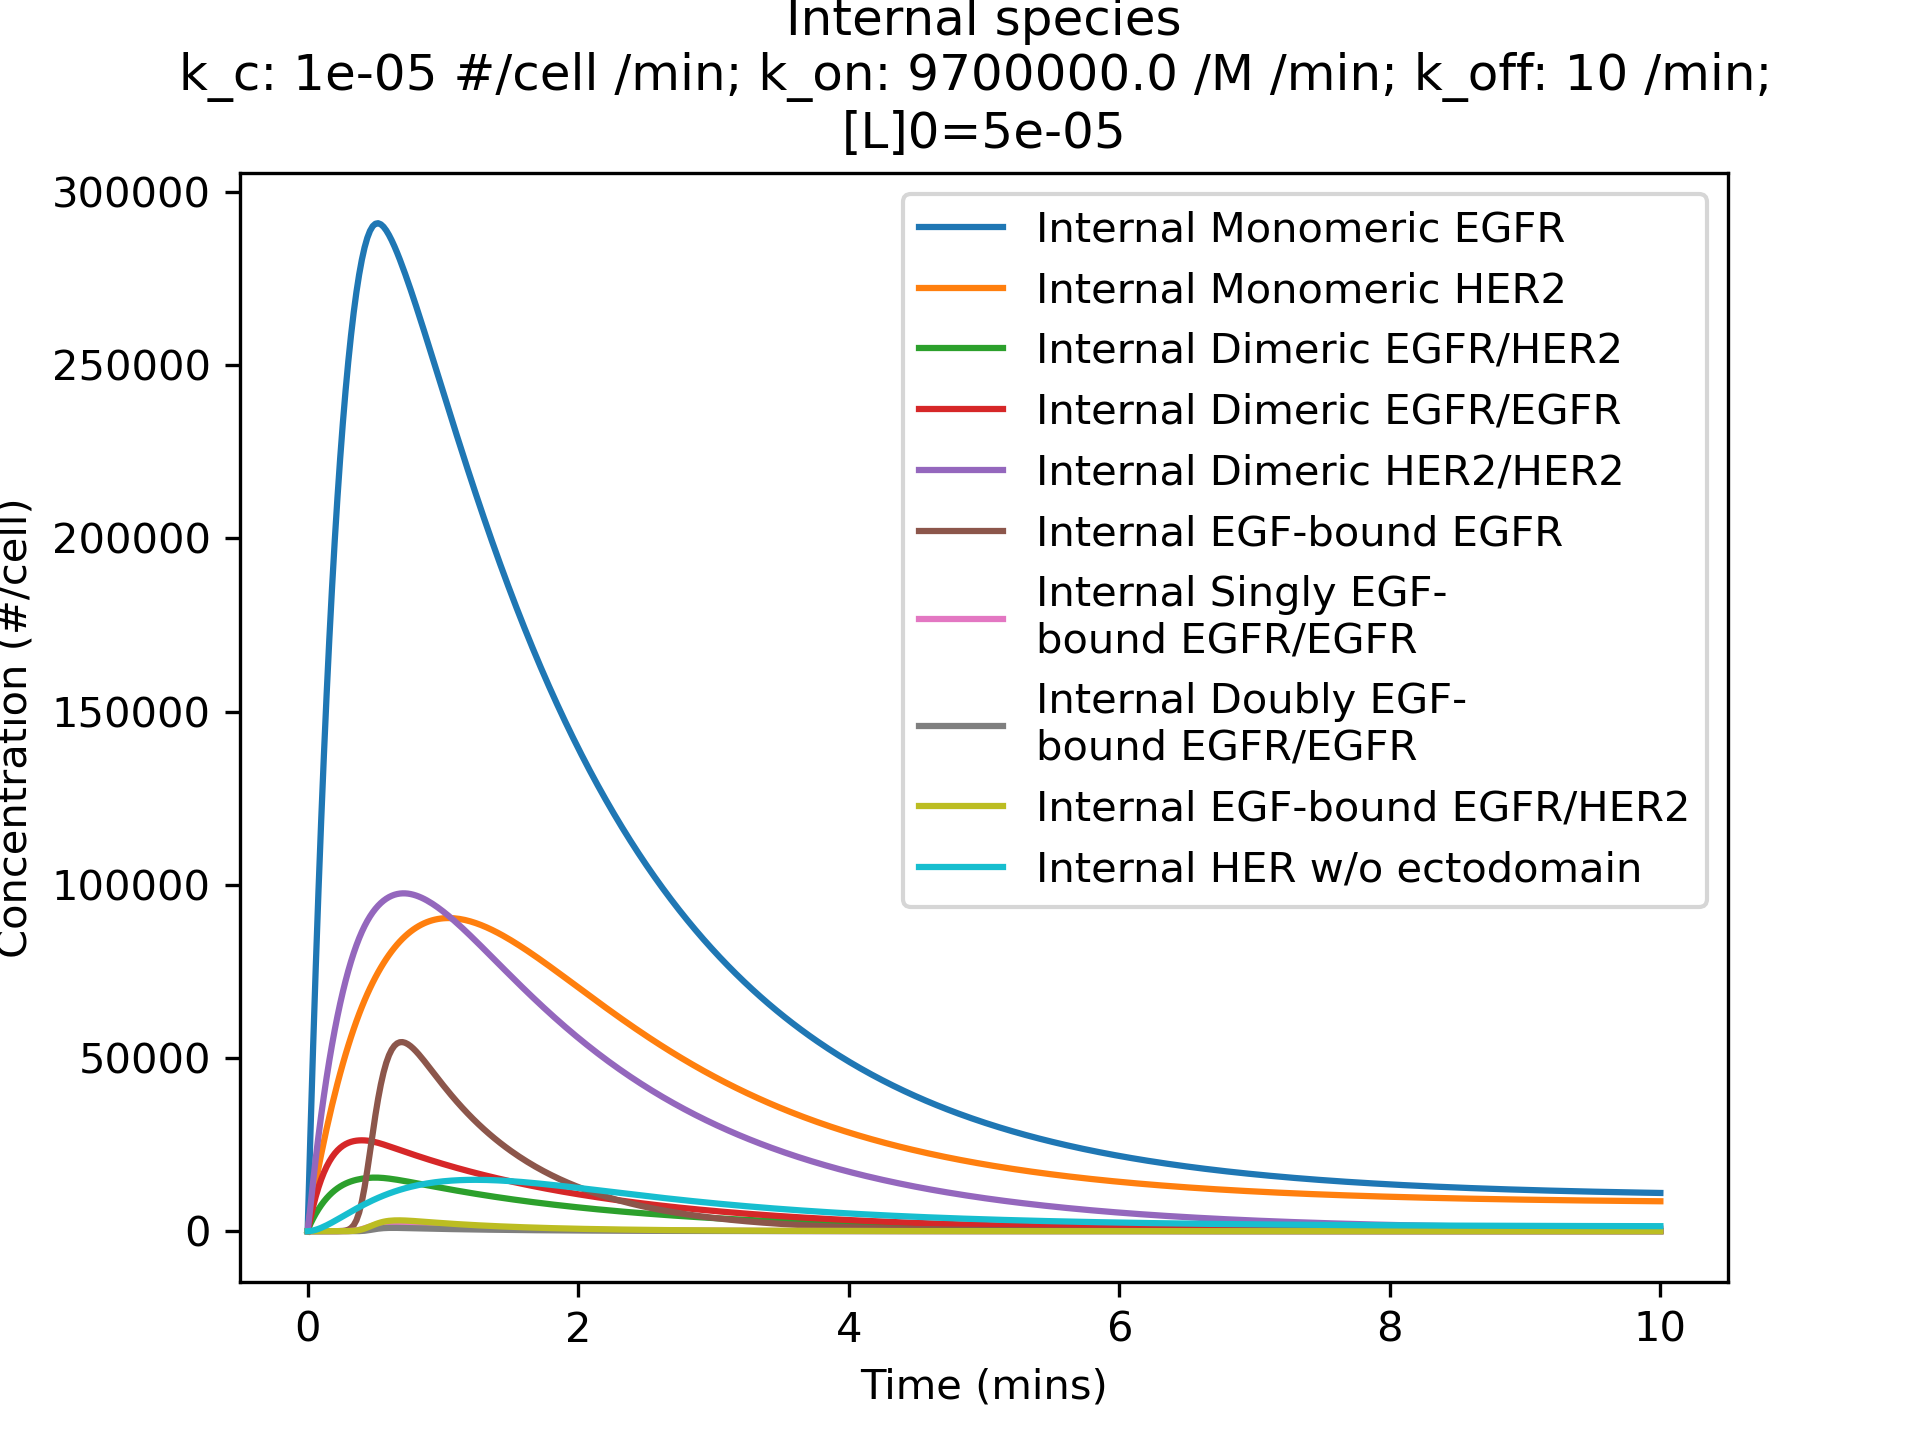 Internal species
k_c: 1e-05 #/cell /min; k_on: 9700000.0 /M /min; k_off: 10 /min;
[L]0=5e-05
300000
250000
200000
150000
100000
50000
0
Concentration (#/cell)
Internal Monomeric EGFR
Internal Monomeric HER2
Internal Dimeric EGFR/HER2
Internal Dimeric EGFR/EGFR
Internal Dimeric HER2/HER2
Internal EGF-bound EGFR
Internal Singly EGF-
bound EGFR/EGFR
Internal Doubly EGF-
bound EGFR/EGFR
Internal EGF-bound EGFR/HER2
Internal HER w/o ectodomain
0 2 4 6 8 10
Time (mins)